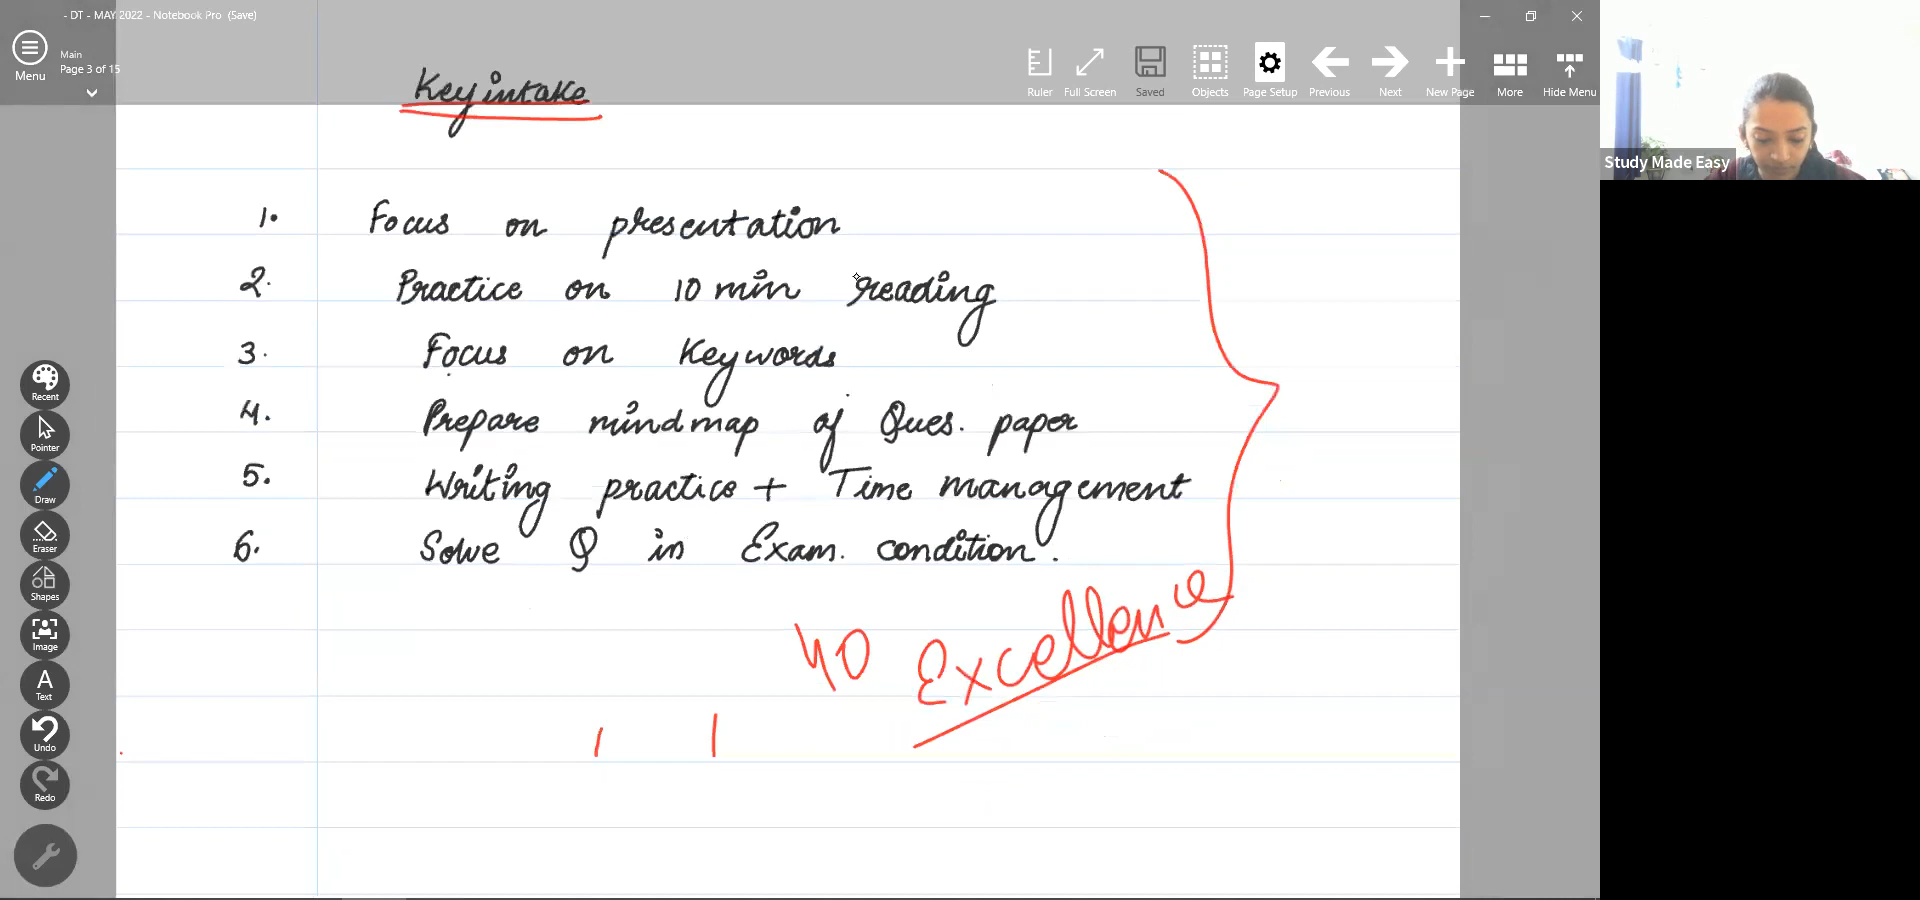 - DT - MAY 2022 - Notebook Pro (Save)
Menu
Main
Page 3 of 15
Ruler
Full Screen
Saved
Objects
Page Setup
Previous
Next
New Page
More
Hide Menu
Study Made Easy
Key intake
1. Focus on presentation
2. Practice on 10 min reading
3. Focus on Keywords
4. Prepare mindmap of Ques. paper
5. Writing practice + Time management
6. Solve Q in Exam. condition.
40 Excellence
Recent
Pointer
Draw
Eraser
Shapes
Image
A
Text
Undo
Redo